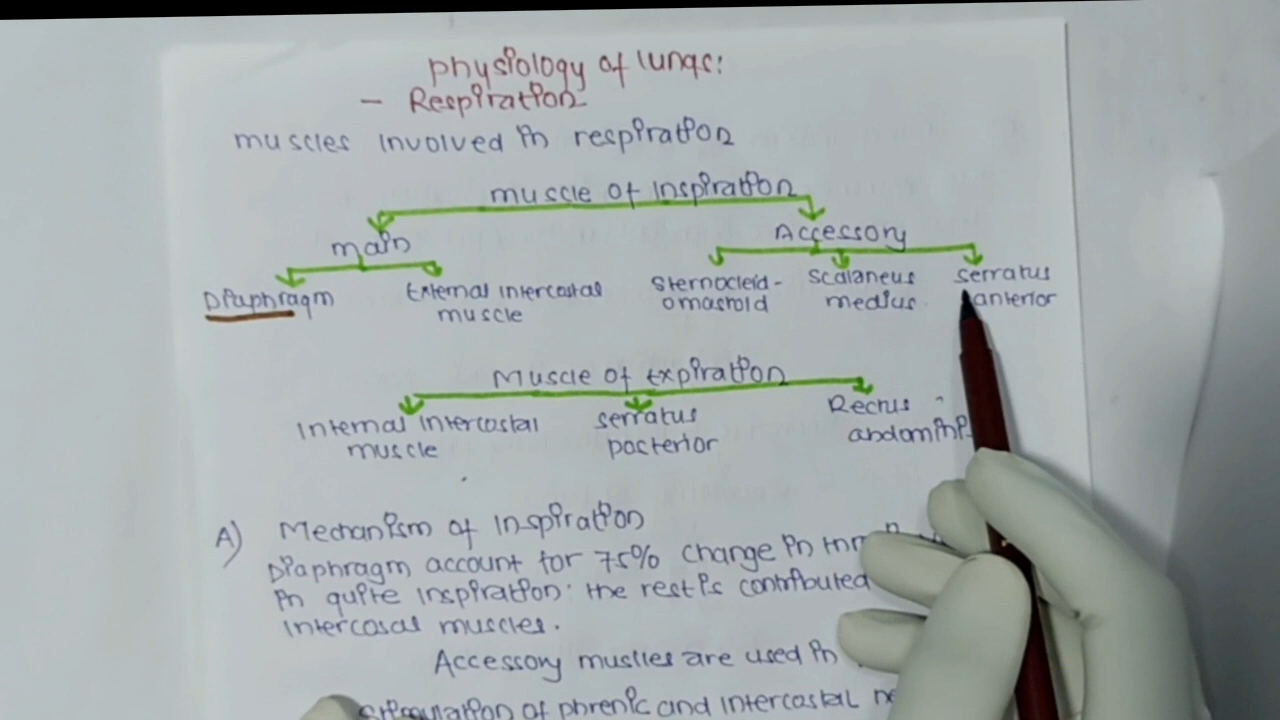 Physiology of lungs:
- Respiration
muscles involved in respiration
muscle of Inspiration
main
Accessory
Diaphragm
External intercostal
muscle
Sternocleid-
omastoid
Scalaneus
medius.
serratus
anterior
Muscle of Expiration
Internal intercostal
muscle
serratus
posterior
Rectus
abdomini
A) Mechanism of Inspiration
Diaphragm account for 75% change in
in quite inspiration. the rest is contributed
intercosal muscles.
Accessory muslles are used in
of phrenic and intercostal